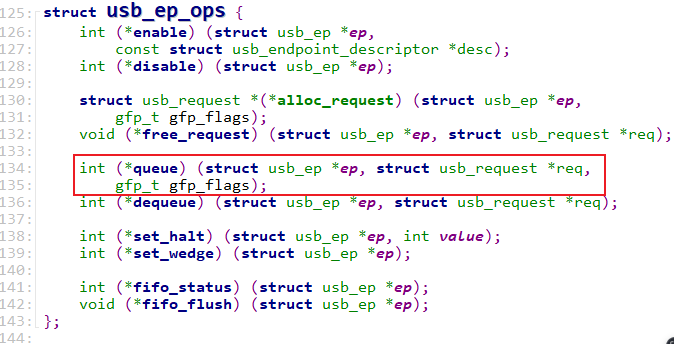 125: struct usb_ep_ops {
126:     int (*enable) (struct usb_ep *ep,
127:         const struct usb_endpoint_descriptor *desc);
128:     int (*disable) (struct usb_ep *ep);
129:
130:     struct usb_request *(*alloc_request) (struct usb_ep *ep,
131:         gfp_t gfp_flags);
132:     void (*free_request) (struct usb_ep *ep, struct usb_request *req);
133:
134:     int (*queue) (struct usb_ep *ep, struct usb_request *req,
135:         gfp_t gfp_flags);
136:     int (*dequeue) (struct usb_ep *ep, struct usb_request *req);
137:
138:     int (*set_halt) (struct usb_ep *ep, int value);
139:     int (*set_wedge) (struct usb_ep *ep);
140:
141:     int (*fifo_status) (struct usb_ep *ep);
142:     void (*fifo_flush) (struct usb_ep *ep);
143: };
144: